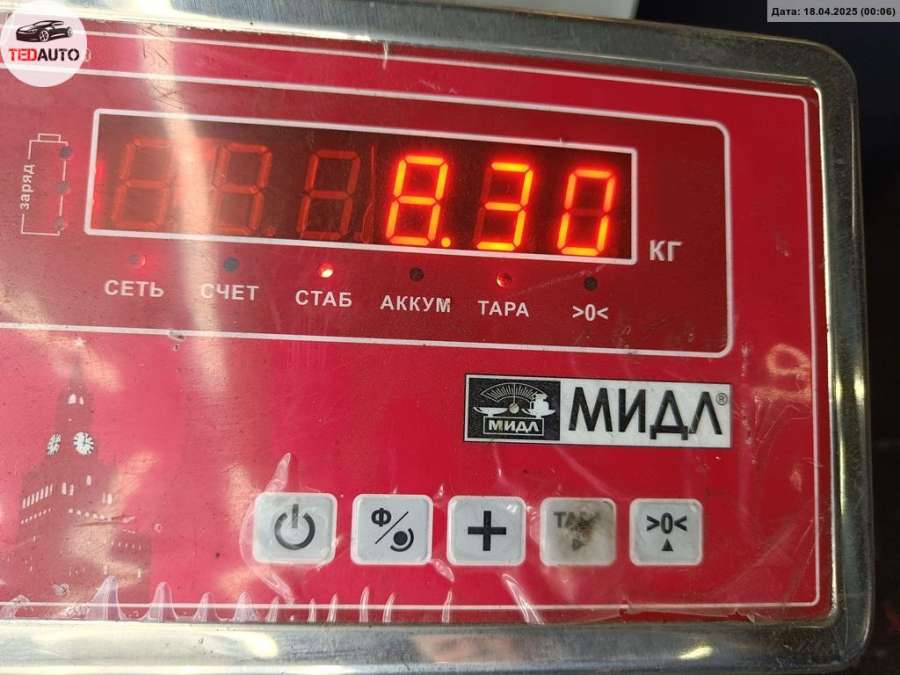 Дата: 18.04.2025 (00:06)
TEDAUTO
заряд
8.30 кг
СЕТЬ СЧЕТ СТАБ АККУМ ТАРА >0<
МИДЛ МИДЛ®
Ф + >0<